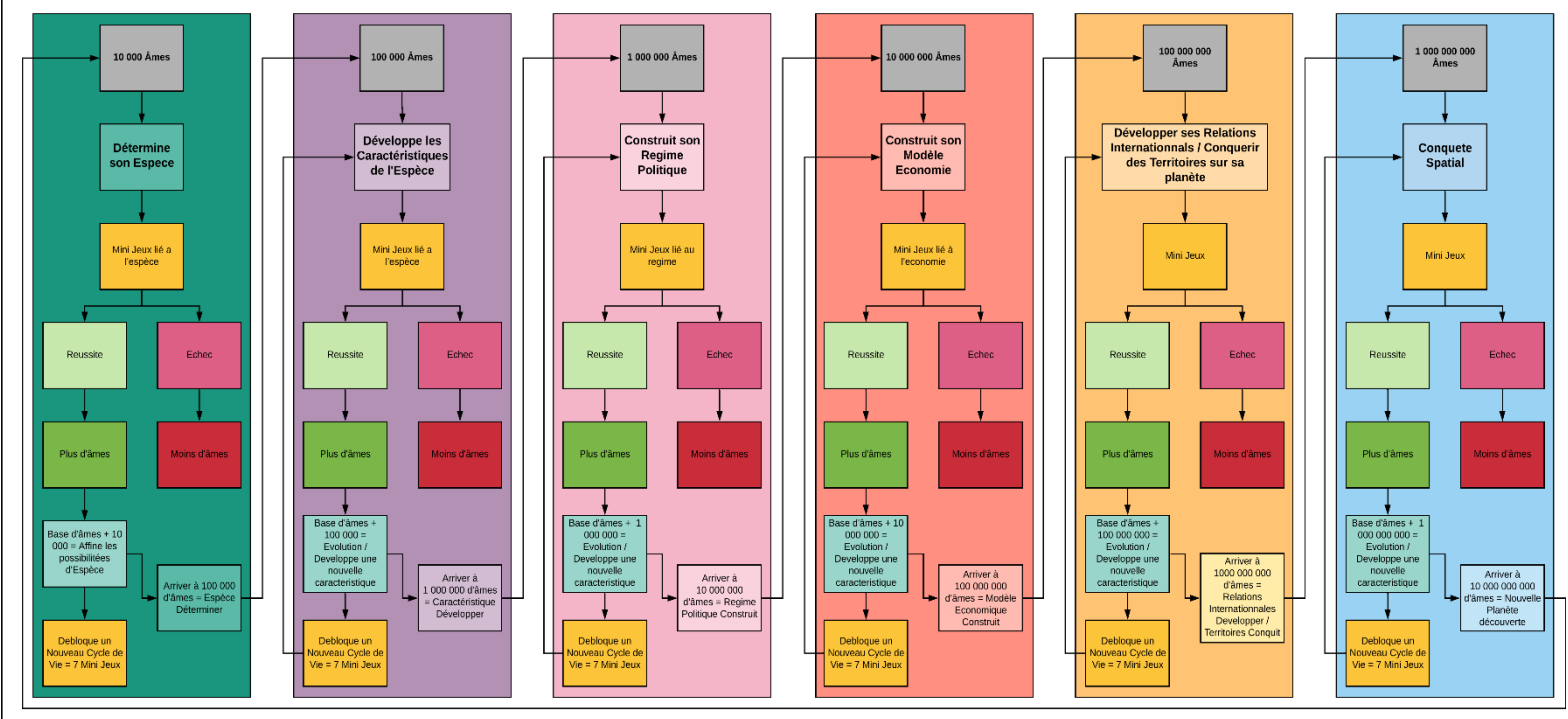 10 000 Âmes
Détermine
son Espece
Mini Jeux lié a
l'espèce
Reussite
Echec
Plus d'âmes
Moins d'âmes
Base d'âmes + 10
000 = Affine les
possibilitées
d'Espèce
Arriver à 100 000
d'âmes = Espèce
Déterminer
Debloque un
Nouveau Cycle de
Vie = 7 Mini Jeux
100 000 Âmes
Développe les
Caractéristiques
de l'Espèce
Mini Jeux lié a
l'espèce
Reussite
Echec
Plus d'âmes
Moins d'âmes
Base d'âmes +
100 000 =
Evolution /
Developpe une
nouvelle
caracteristique
Arriver à
1 000 000 d'âmes
= Caractéristique
Développer
Debloque un
Nouveau Cycle de
Vie = 7 Mini Jeux
1 000 000 Âmes
Construit son
Regime
Politique
Mini Jeux lié au
regime
Reussite
Echec
Plus d'âmes
Moins d'âmes
Base d'âmes + 1
000 000 =
Evolution /
Developpe une
nouvelle
caracteristique
Arriver à
10 000 000
d'âmes = Regime
Politique Construit
Debloque un
Nouveau Cycle de
Vie = 7 Mini Jeux
10 000 000 Âmes
Construit son
Modèle
Economie
Mini Jeux lié à
l'economie
Reussite
Echec
Plus d'âmes
Moins d'âmes
Base d'âmes + 10
000 000 =
Evolution /
Developpe une
nouvelle
caracteristique
Arriver à
100 000 000
d'âmes = Modèle
Economique
Construit
Debloque un
Nouveau Cycle de
Vie = 7 Mini Jeux
100 000 000
Âmes
Développer ses Relations
Internationnals / Conquerir
des Territoires sur sa
planète
Mini Jeux
Reussite
Echec
Plus d'âmes
Moins d'âmes
Base d'âmes +
100 000 000 =
Evolution /
Developpe une
nouvelle
caracteristique
Arriver à
1000 000 000
d'âmes =
Relations
Internationnales
Developper /
Territoires Conquit
Debloque un
Nouveau Cycle de
Vie = 7 Mini Jeux
1 000 000 000
Âmes
Conquete
Spatial
Mini Jeux
Reussite
Echec
Plus d'âmes
Moins d'âmes
Base d'âmes + 1
000 000 000 =
Evolution /
Developpe une
nouvelle
caracteristique
Arriver à
10 000 000 000
d'âmes = Nouvelle
Planète
découverte
Debloque un
Nouveau Cycle de
Vie = 7 Mini Jeux